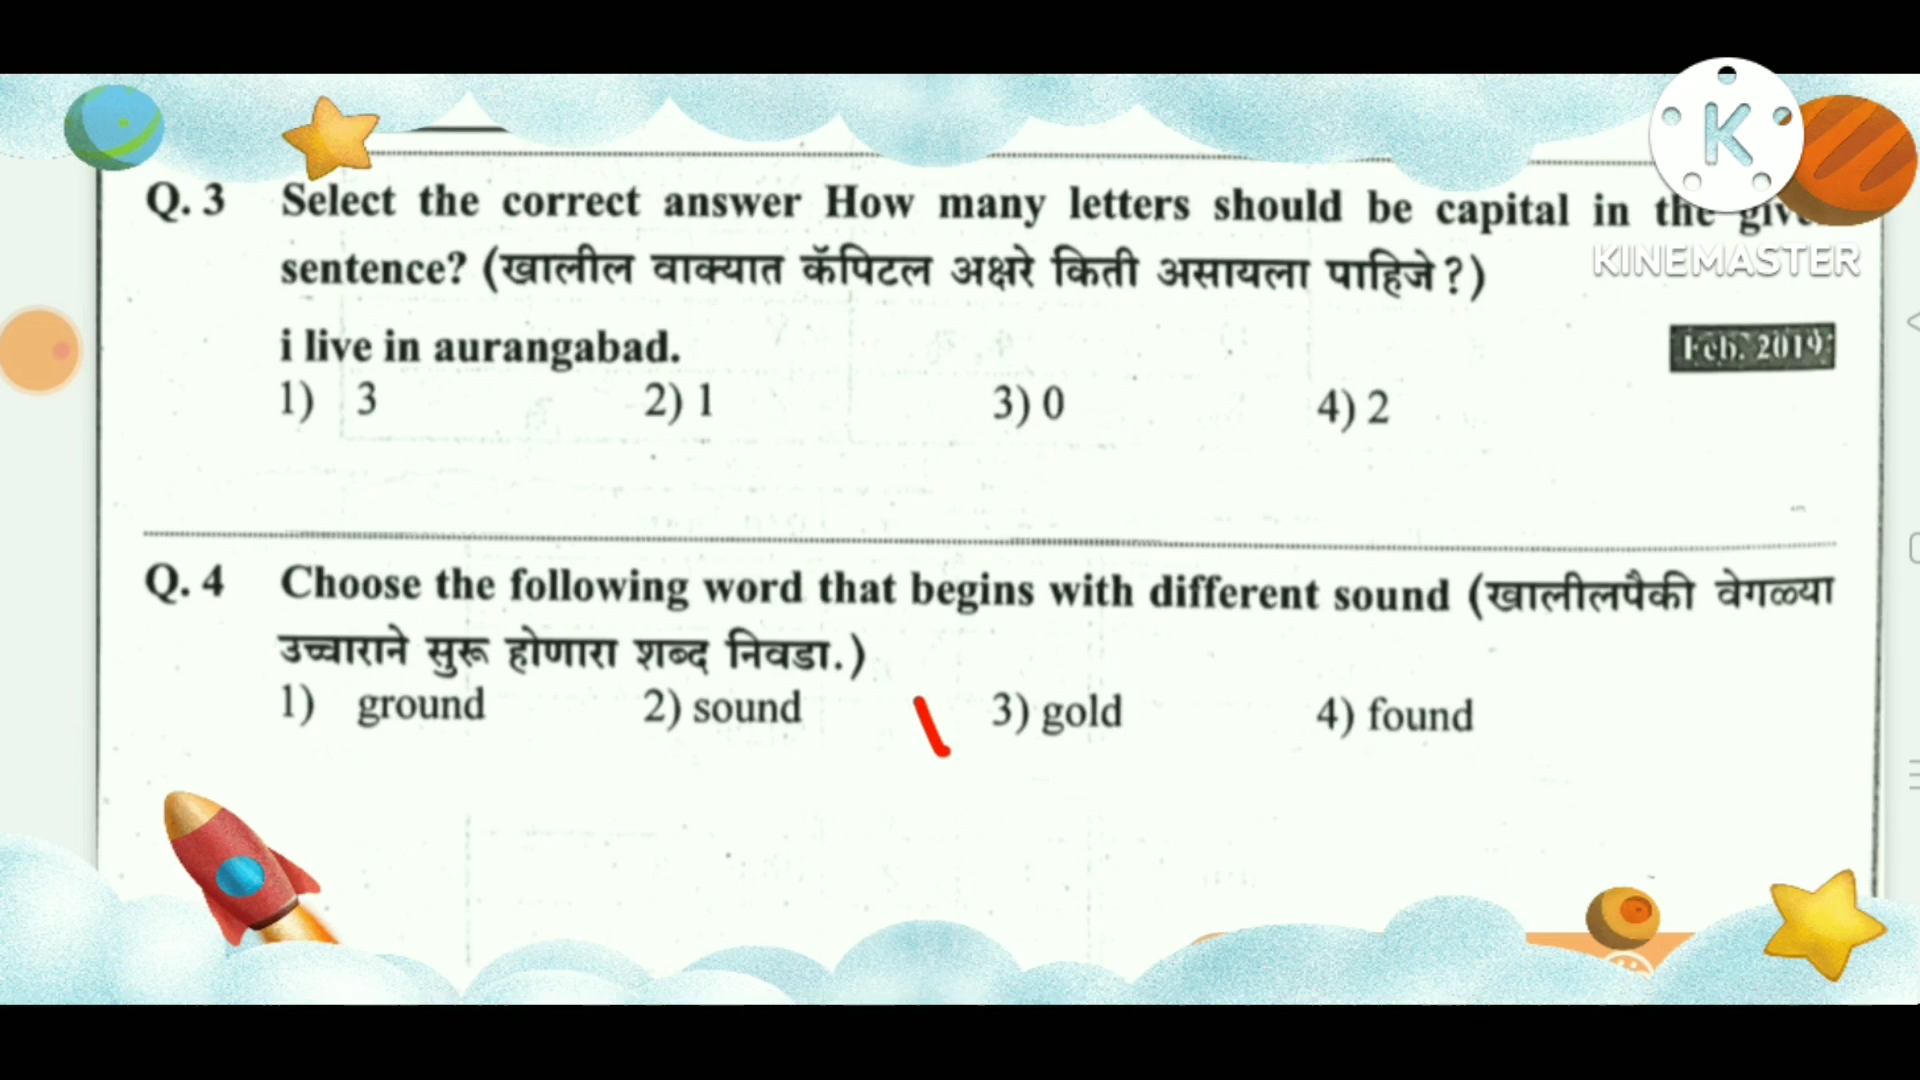 K
Q. 3 Select the correct answer How many letters should be capital in the
KINEMASTER
sentence? (खालील वाक्यात कॅपिटल अक्षरे किती असायला पाहिजे?)
i live in aurangabad.
Feb. 2019
1) 3 2) 1 3) 0 4) 2
Q. 4 Choose the following word that begins with different sound (खालीलपैकी वेगळ्या
उच्चाराने सुरू होणारा शब्द निवडा.)
1) ground 2) sound 3) gold 4) found